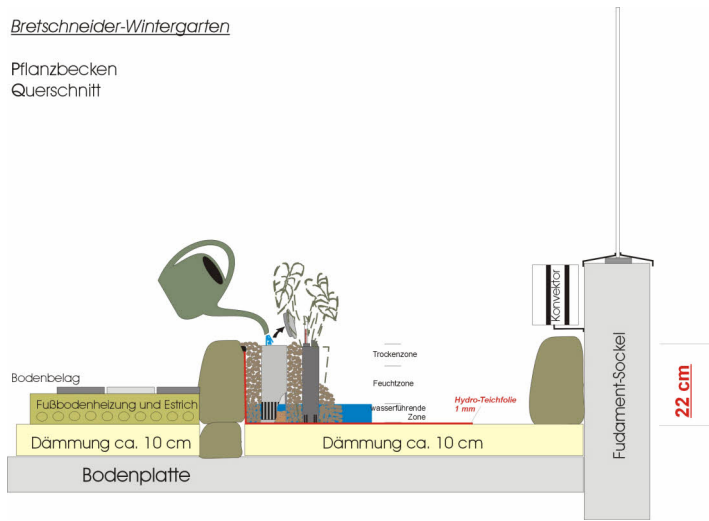 Bretschneider-Wintergarten
Pflanzbecken
Querschnitt
Konvektor
Trockenzone
Bodenbelag
Feuchtzone
Fußbodenheizung und Estrich
wasserführende
Zone
Hydro-Teichfolie
1 mm
Fudament-Sockel
22 cm
Dämmung ca. 10 cm
Dämmung ca. 10 cm
Bodenplatte